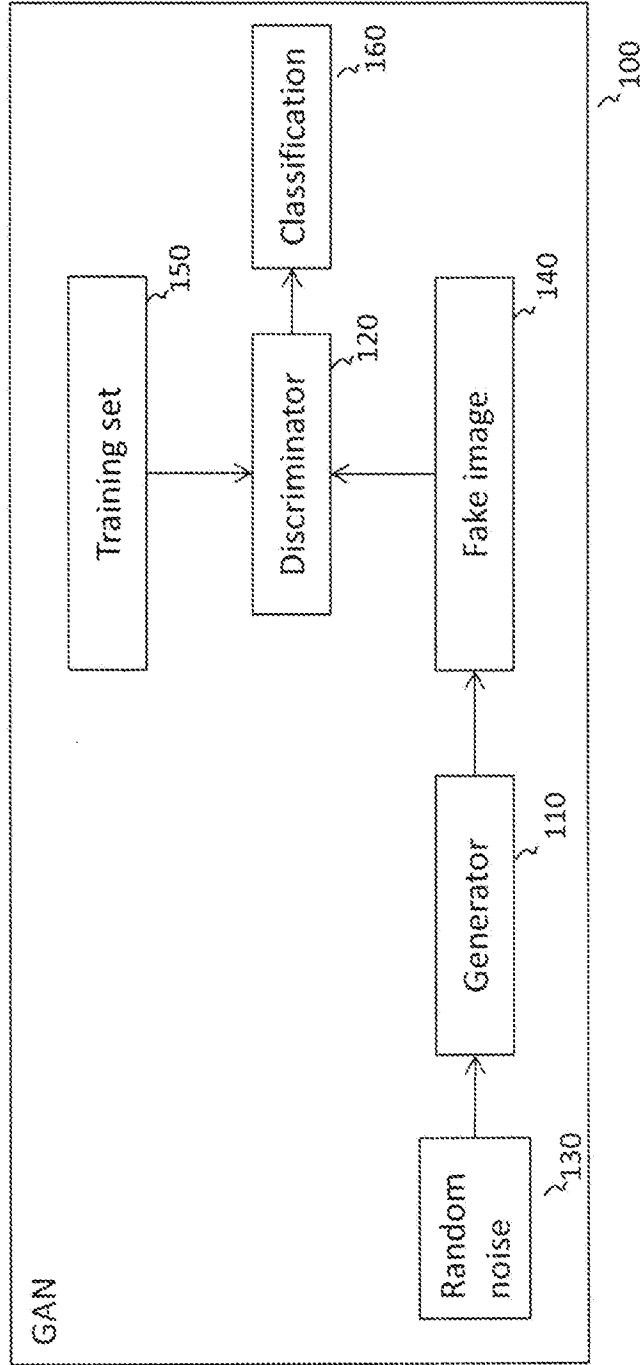 GAN
Training set
150
Discriminator
120
Classification
160
Random
noise
130
Generator
110
Fake image
140
100